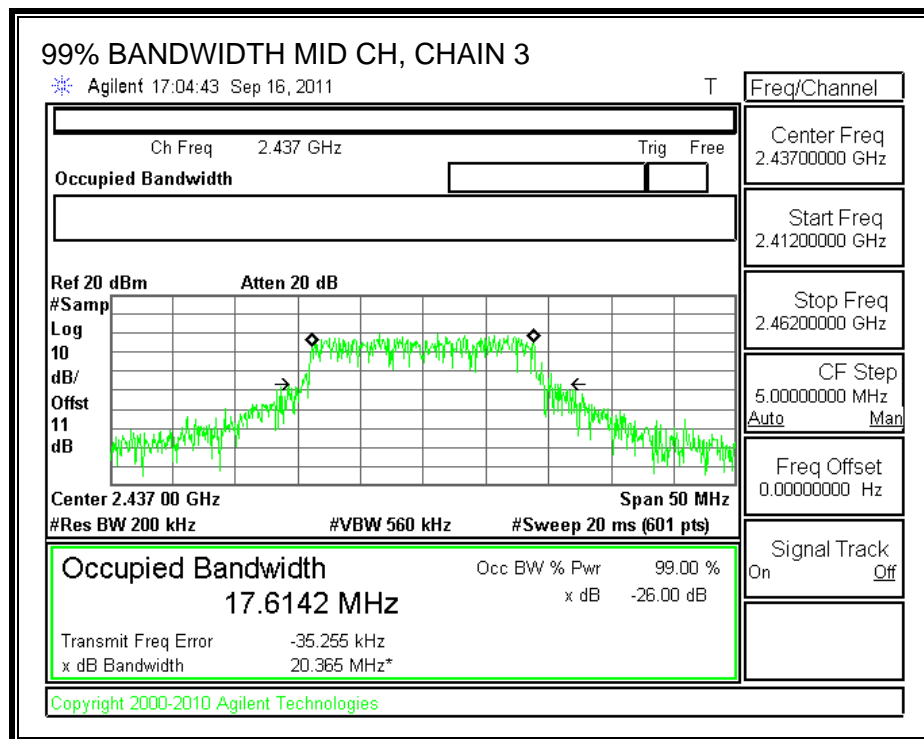 99% BANDWIDTH MID CH, CHAIN 3
Agilent 17:04:43 Sep 16, 2011 T
Freq/Channel
Ch Freq 2.437 GHz Trig Free
Occupied Bandwidth
Center Freq
2.43700000 GHz
Start Freq
2.41200000 GHz
Stop Freq
2.46200000 GHz
CF Step
5.00000000 MHz
Auto Man
Freq Offset
0.00000000 Hz
Signal Track
On Off
Ref 20 dBm Atten 20 dB
#Samp
Log
10
dB/
Offst
11
dB
Center 2.437 00 GHz Span 50 MHz
#Res BW 200 kHz #VBW 560 kHz #Sweep 20 ms (601 pts)
Occupied Bandwidth
17.6142 MHz
Occ BW % Pwr 99.00 %
x dB -26.00 dB
Transmit Freq Error -35.255 kHz
x dB Bandwidth 20.365 MHz*
Copyright 2000-2010 Agilent Technologies